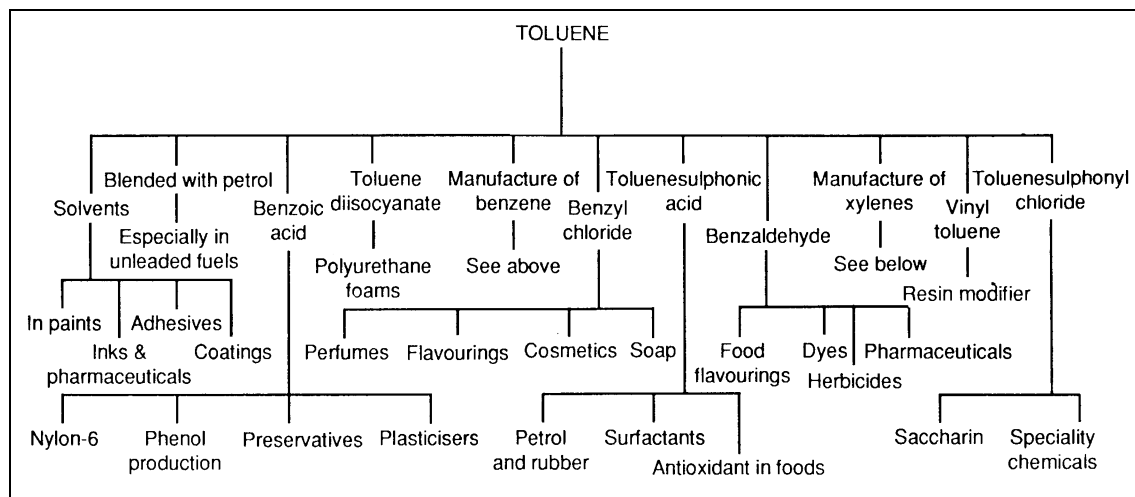 TOLUENE
Solvents
In paints
Inks &
pharmaceuticals
Adhesives
Coatings
Blended with petrol
Especially in
unleaded fuels
Benzoic
acid
Nylon-6
Phenol
production
Preservatives
Plasticisers
Toluene
diisocyanate
Polyurethane
foams
Manufacture of
benzene
See above
Benzyl
chloride
Perfumes
Flavourings
Cosmetics
Soap
Toluenesulphonic
acid
Petrol
and rubber
Surfactants
Antioxidant in foods
Benzaldehyde
Food
flavourings
Dyes
Herbicides
Pharmaceuticals
Manufacture of
xylenes
See below
Vinyl
toluene
Resin modifier
Toluenesulphonyl
chloride
Saccharin
Speciality
chemicals